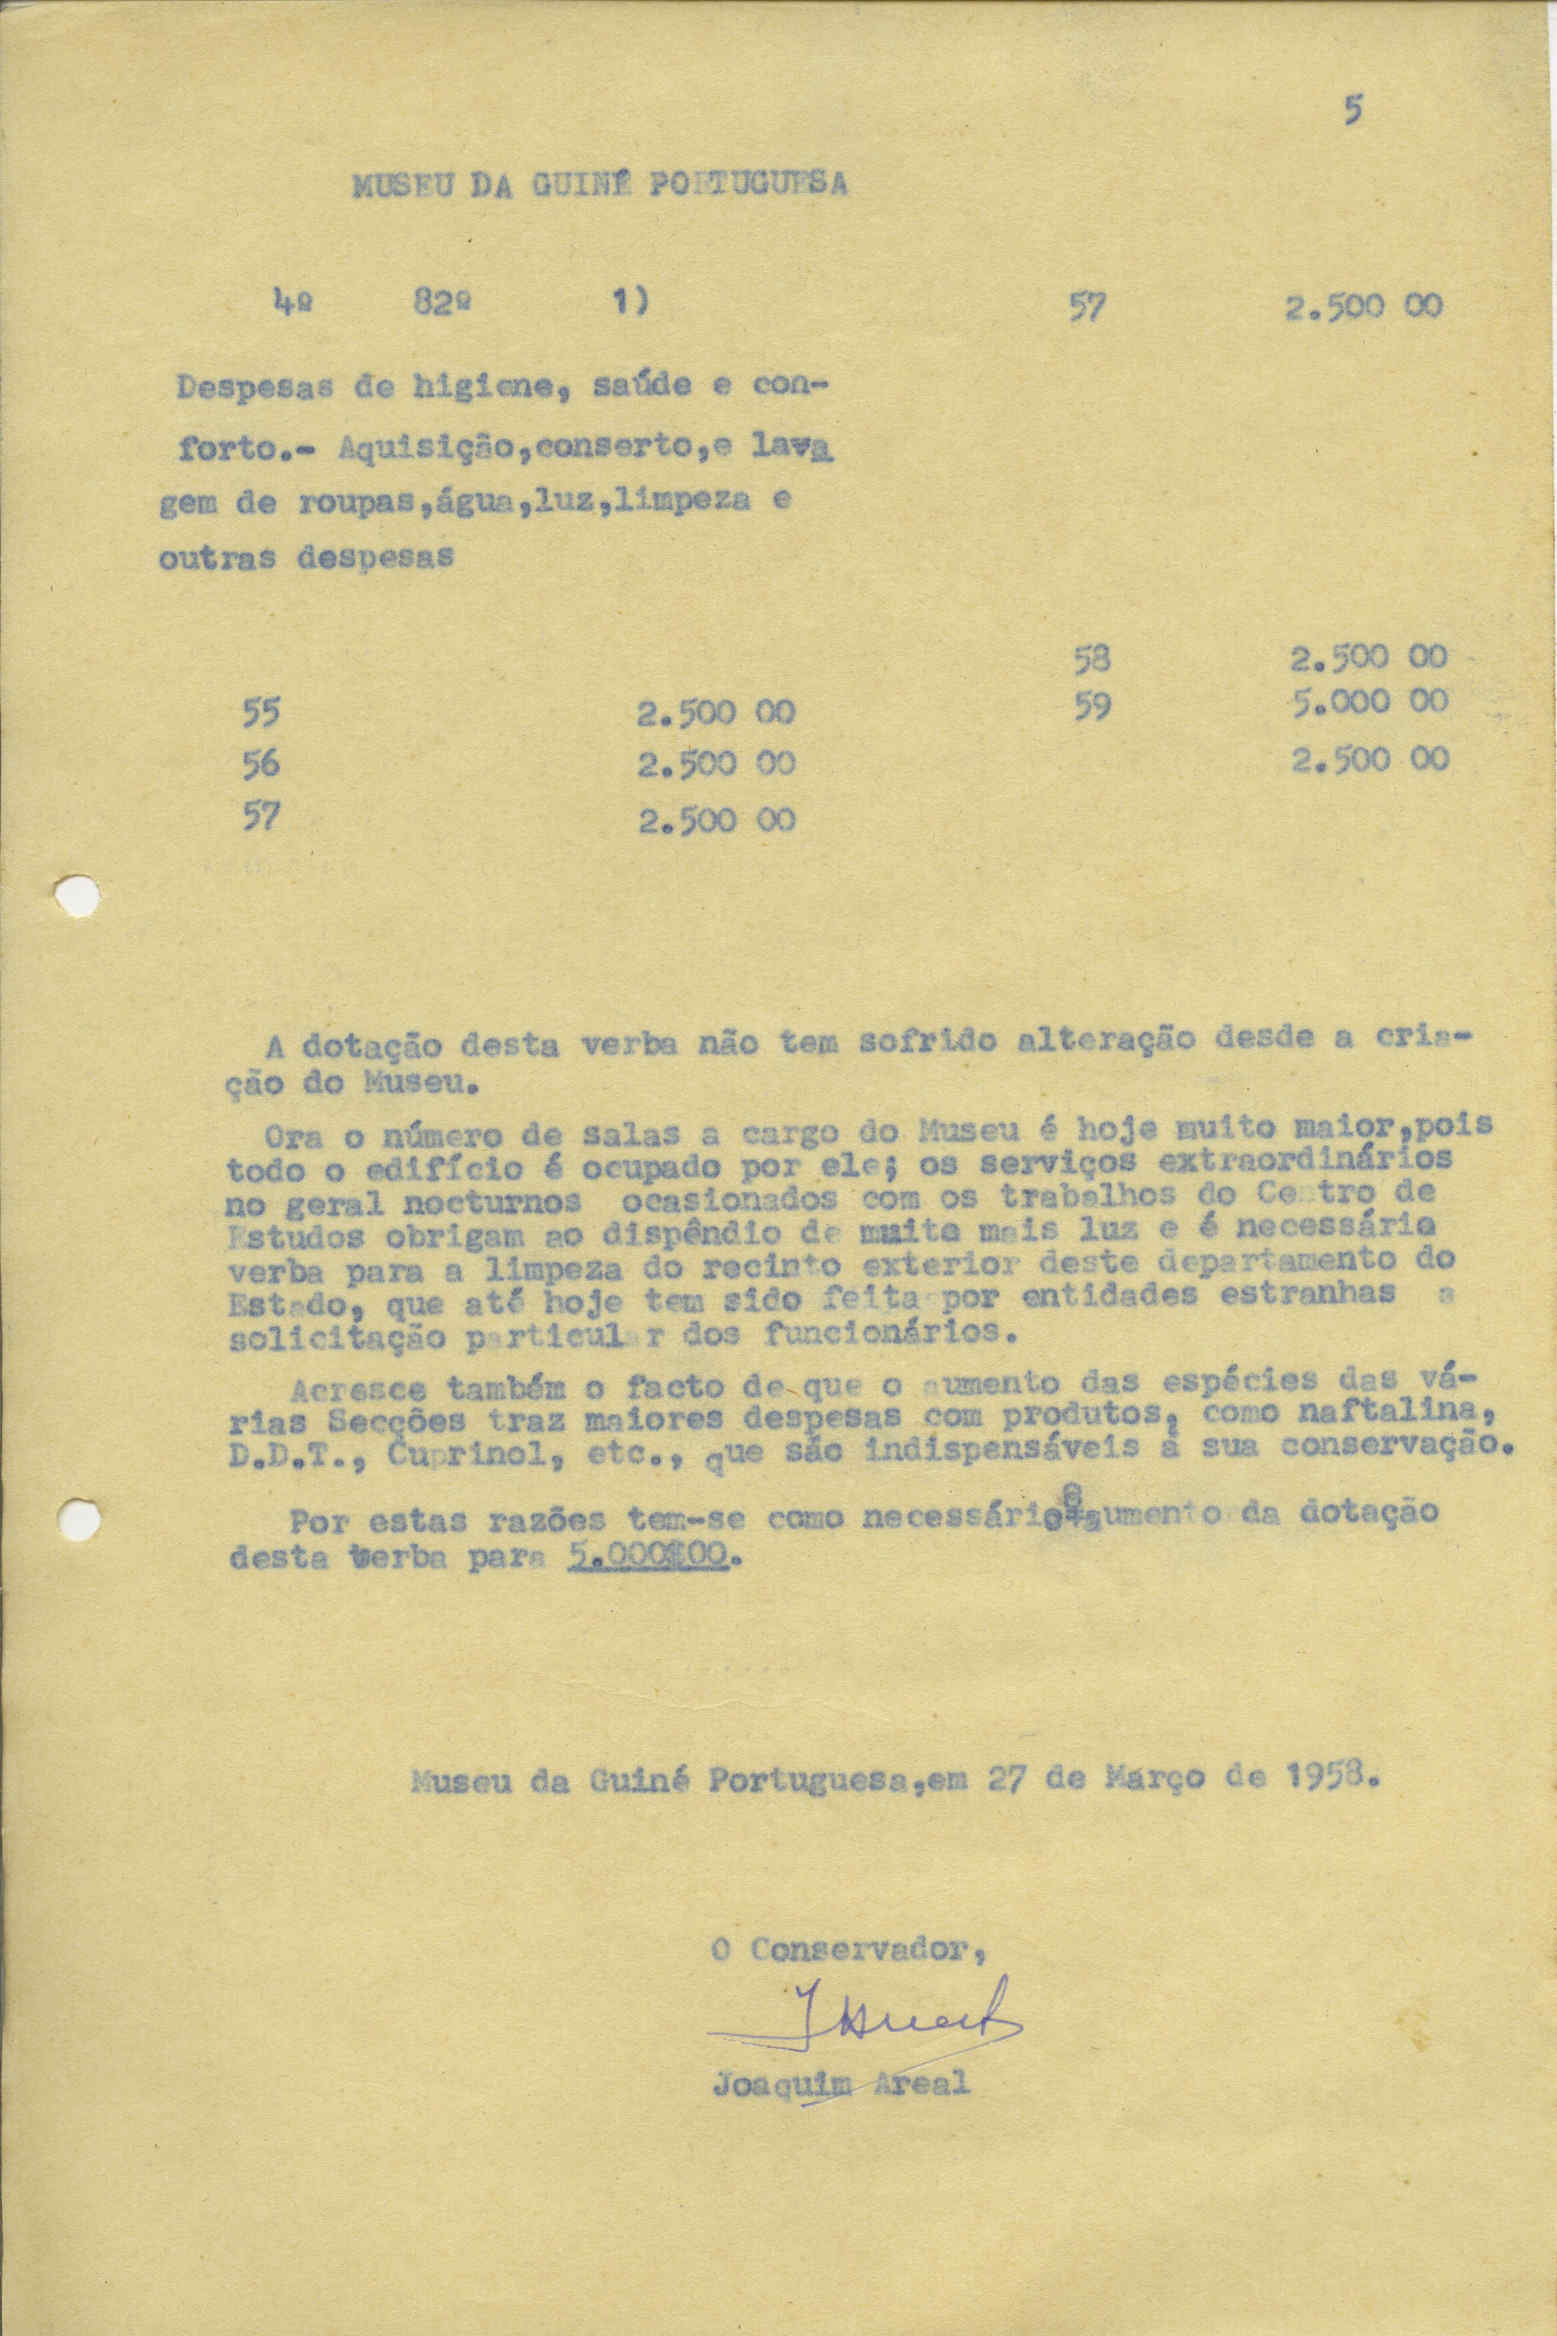 5
MUSEU DA GUINÉ PORTUGUESA
4º 82º 1) 57 2.500 00
Despesas de higiene, saúde e con-
forto.- Aquisição,conserto,e lava
gem de roupas,água,luz,limpeza e
outras despesas
58 2.500 00
55 2.500 00 59 5.000 00
56 2.500 00 2.500 00
57 2.500 00
A dotação desta verba não tem sofrido alteração desde a cria-
ção do Museu.
Ora o número de salas a cargo do Museu é hoje muito maior,pois
todo o edifício é ocupado por ele; os serviços extraordinários
no geral nocturnos ocasionados com os trabalhos do Centro de
Estudos obrigam ao dispêndio de muita mais luz e é necessária
verba para a limpeza do recinto exterior deste departamento do
Estado, que até hoje tem sido feita por entidades estranhas a
solicitação particular dos funcionários.
Acresce também o facto de que o aumento das espécies das vá-
rias Secções traz maiores despesas com produtos, como naftalina,
D.D.T., Cuprinol, etc., que são indispensáveis à sua conservação.
Por estas razões tem-se como necessário o aumento da dotação
desta verba para 5.000$00.
Museu da Guiné Portuguesa,em 27 de Março de 1958.
O Conservador,
Joaquim Areal